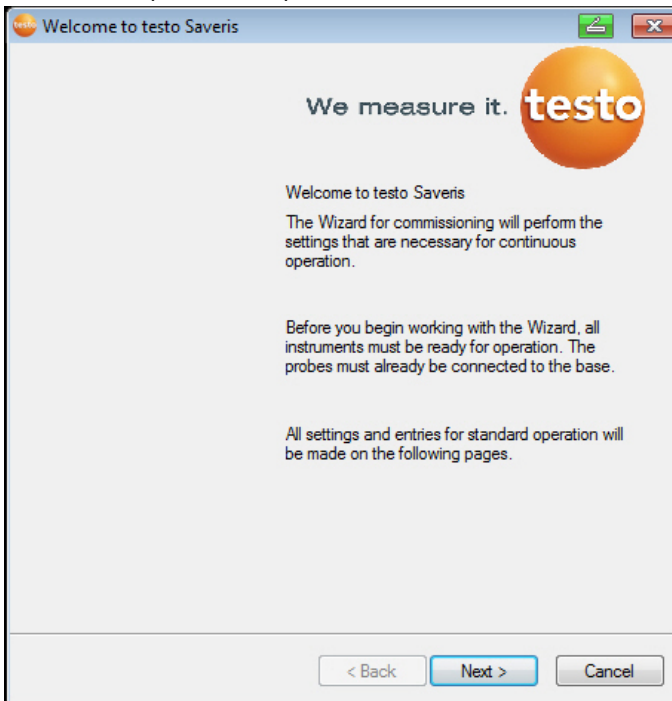 Welcome to testo Saveris
We measure it.
testo
Welcome to testo Saveris
The Wizard for commissioning will perform the
settings that are necessary for continuous
operation.
Before you begin working with the Wizard, all
instruments must be ready for operation. The
probes must already be connected to the base.
All settings and entries for standard operation will
be made on the following pages.
< Back
Next >
Cancel